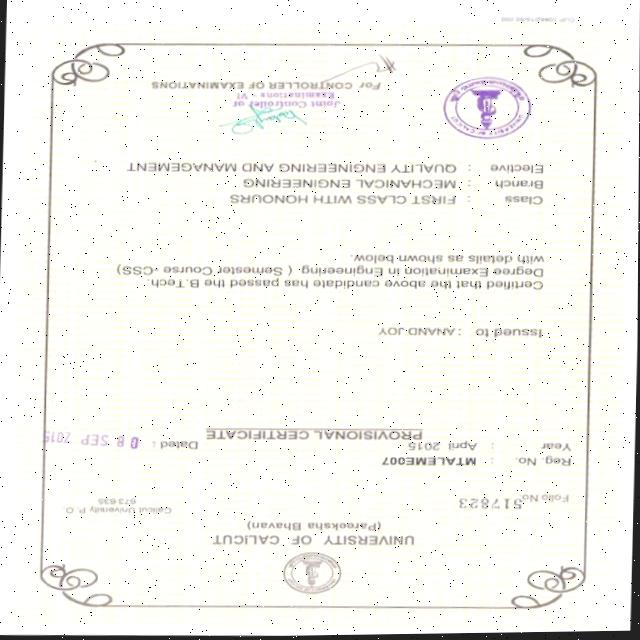 UNIVERSITY OF CALICUT
(Pareeksha Bhavan)
Folio No. 517823
Calicut University P.O
673 635
Reg. No. : MTALEME007
Year : April 2015
Dated : 08 SEP 2015
PROVISIONAL CERTIFICATE
Issued to : ANAND JOY
Certified that the above candidate has passed the B.Tech.
Degree Examination in Engineering. ( Semester Course -CSS)
with details as shown below.
Class : FIRST CLASS WITH HONOURS
Branch : MECHANICAL ENGINEERING
Elective : QUALITY ENGINEERING AND MANAGEMENT
Joint Controller of
Examinations - VI
For CONTROLLER OF EXAMINATIONS